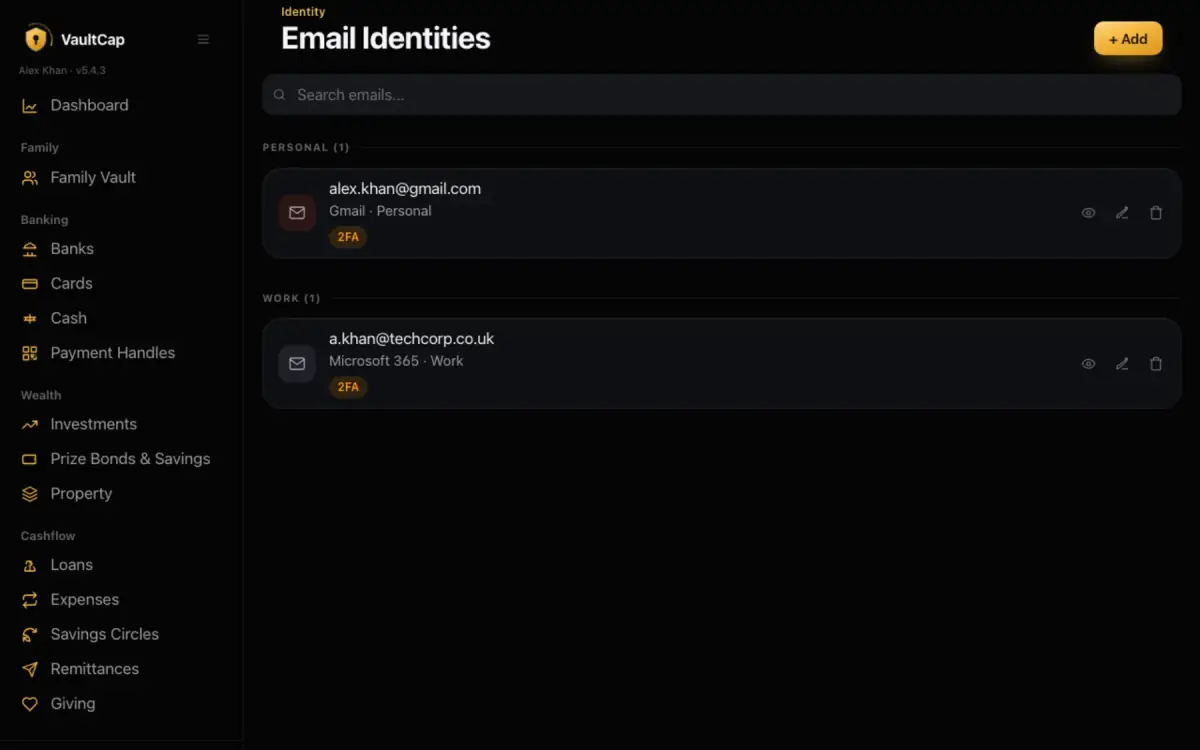 VaultCap
Alex Khan · v5.4.3
Dashboard
Family
Family Vault
Banking
Banks
Cards
Cash
Payment Handles
Wealth
Investments
Prize Bonds & Savings
Property
Cashflow
Loans
Expenses
Savings Circles
Remittances
Giving
Identity
Email Identities
+ Add
Search emails...
PERSONAL (1)
alex.khan@gmail.com
Gmail · Personal
2FA
WORK (1)
a.khan@techcorp.co.uk
Microsoft 365 · Work
2FA